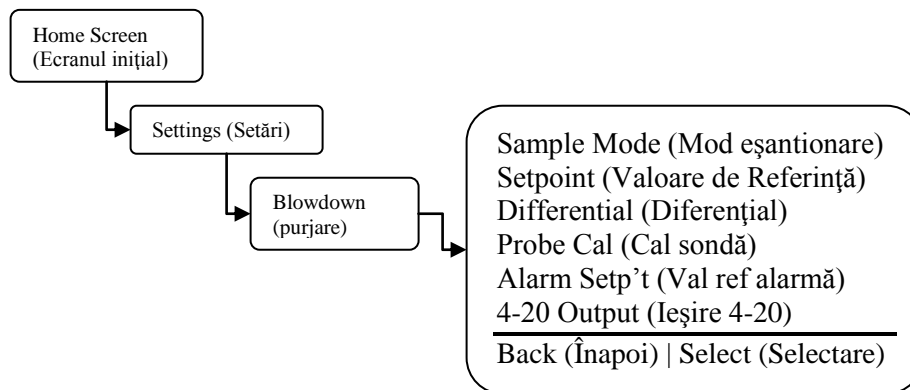 Home Screen
(Ecranul iniţial)
Settings (Setări)
Blowdown
(purjare)
Sample Mode (Mod eşantionare)
Setpoint (Valoare de Referinţă)
Differential (Diferenţial)
Probe Cal (Cal sondă)
Alarm Setp’t (Val ref alarmă)
4-20 Output (Ieşire 4-20)
Back (Înapoi) | Select (Selectare)